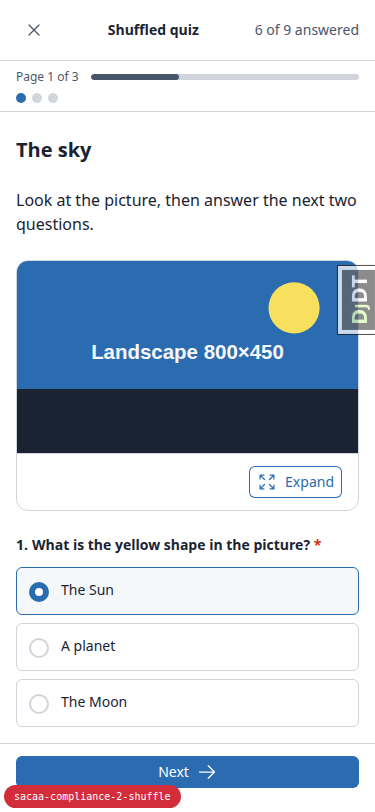 Shuffled quiz
6 of 9 answered
Page 1 of 3
The sky
Look at the picture, then answer the next two
questions.
DjDT
Landscape 800×450
Expand
1. What is the yellow shape in the picture? *
The Sun
A planet
The Moon
Next
sacaa-compliance-2-shuffle